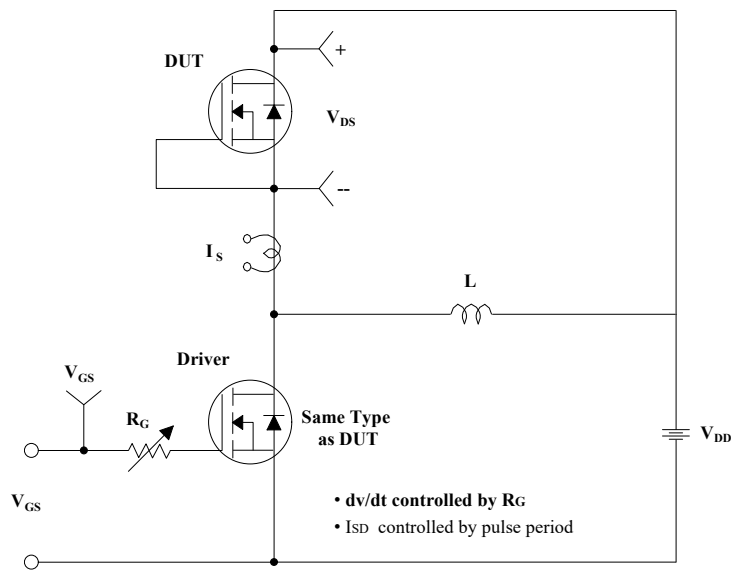 DUT
+
VDS
--
IS
L
Driver
VGS
RG
Same Type
as DUT
VDD
VGS
• dv/dt controlled by RG
• ISD controlled by pulse period